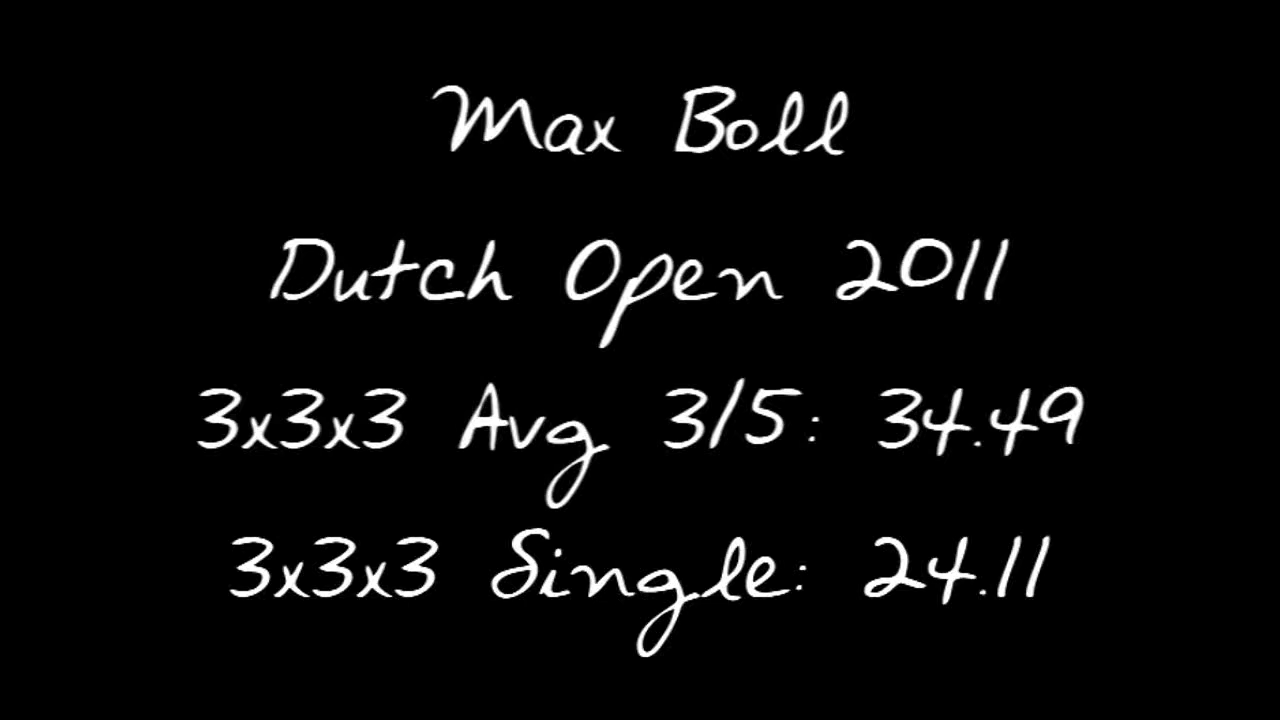 Max Boll
Dutch Open 2011
3x3x3 Avg 3/5: 34.49
3x3x3 Single: 24.11